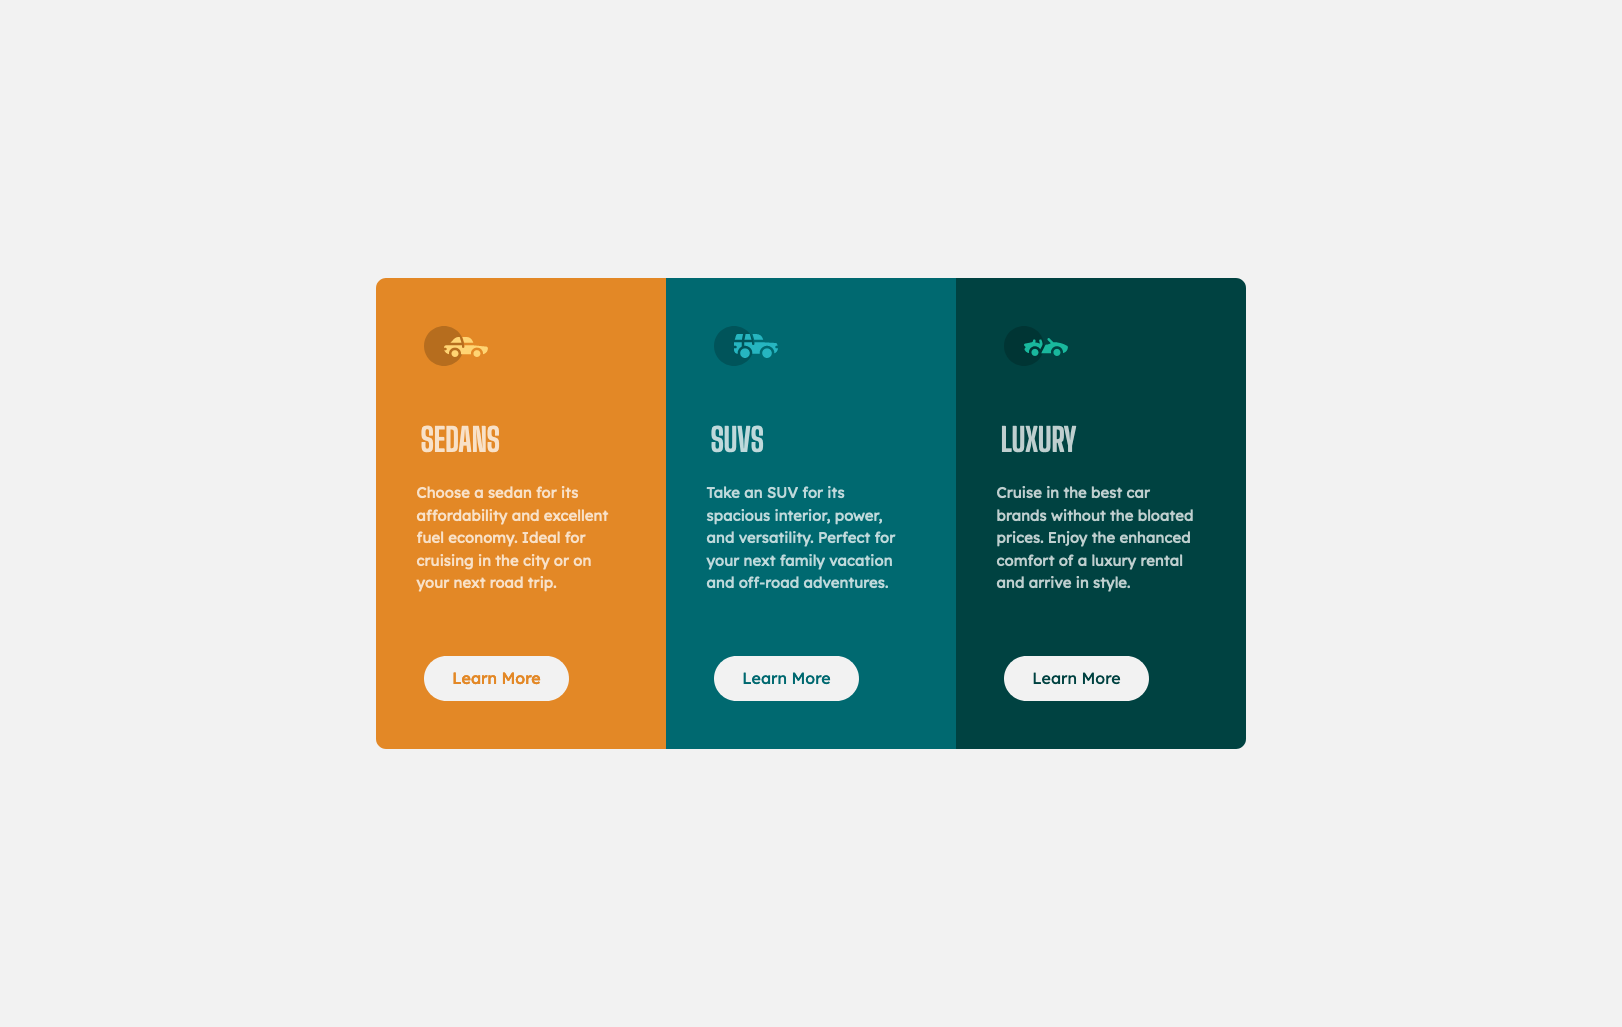 SEDANS
Choose a sedan for its
affordability and excellent
fuel economy. Ideal for
cruising in the city or on
your next road trip.
Learn More
SUVS
Take an SUV for its
spacious interior, power,
and versatility. Perfect for
your next family vacation
and off-road adventures.
Learn More
LUXURY
Cruise in the best car
brands without the bloated
prices. Enjoy the enhanced
comfort of a luxury rental
and arrive in style.
Learn More